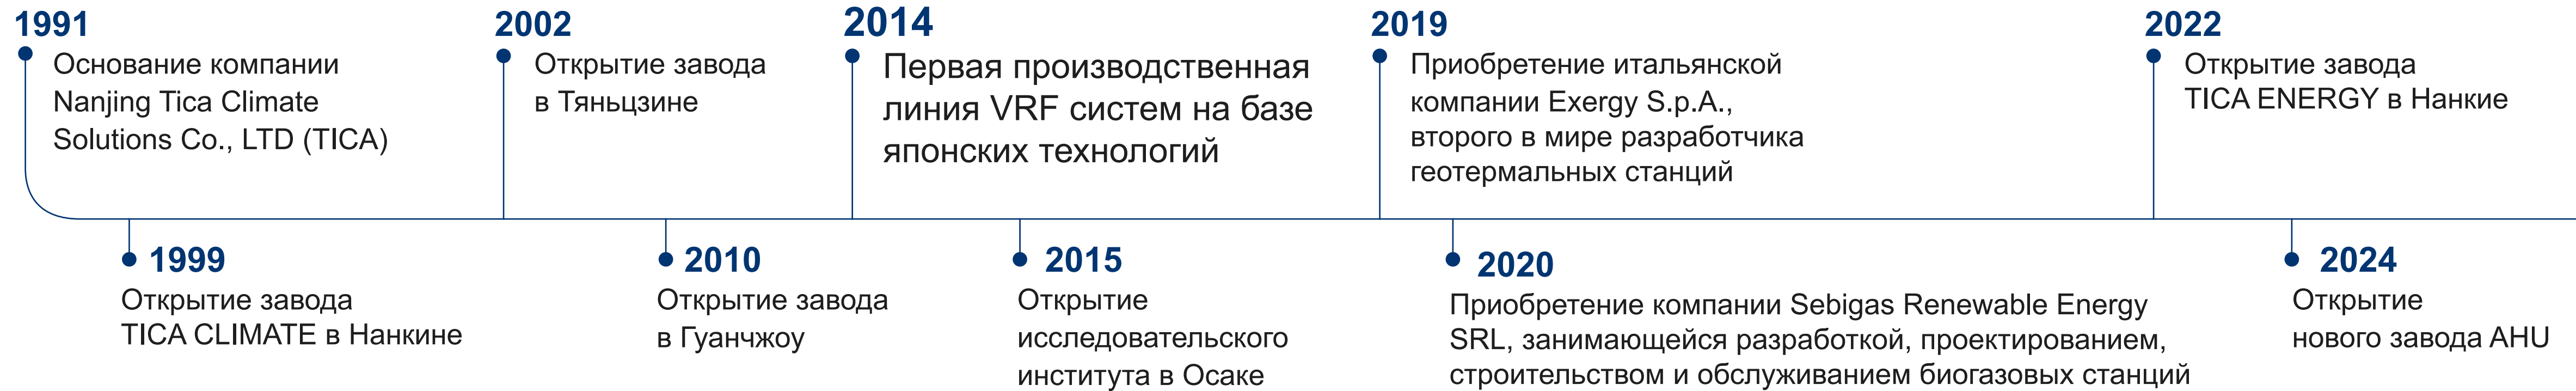 1991
Основание компании
Nanjing Tica Climate
Solutions Co., LTD (TICA)
1999
Открытие завода
TICA CLIMATE в Нанкине
2002
Открытие завода
в Тяньцзине
2010
Открытие завода
в Гуанчжоу
2014
Первая производственная
линия VRF систем на базе
японских технологий
2015
Открытие
исследовательского
института в Осаке
2019
Приобретение итальянской
компании Exergy S.p.A.,
второго в мире разработчика
геотермальных станций
2020
Приобретение компании Sebigas Renewable Energy
SRL, занимающейся разработкой, проектированием,
строительством и обслуживанием биогазовых станций
2022
Открытие завода
TICA ENERGY в Нанкие
2024
Открытие
нового завода AHU